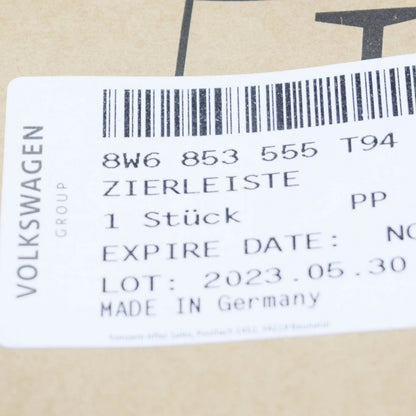 VOLKSWAGEN
GROUP
8W6 853 555 T94
ZIERLEISTE
1 Stück PP
EXPIRE DATE: NO
LOT: 2023.05.30
MADE IN Germany